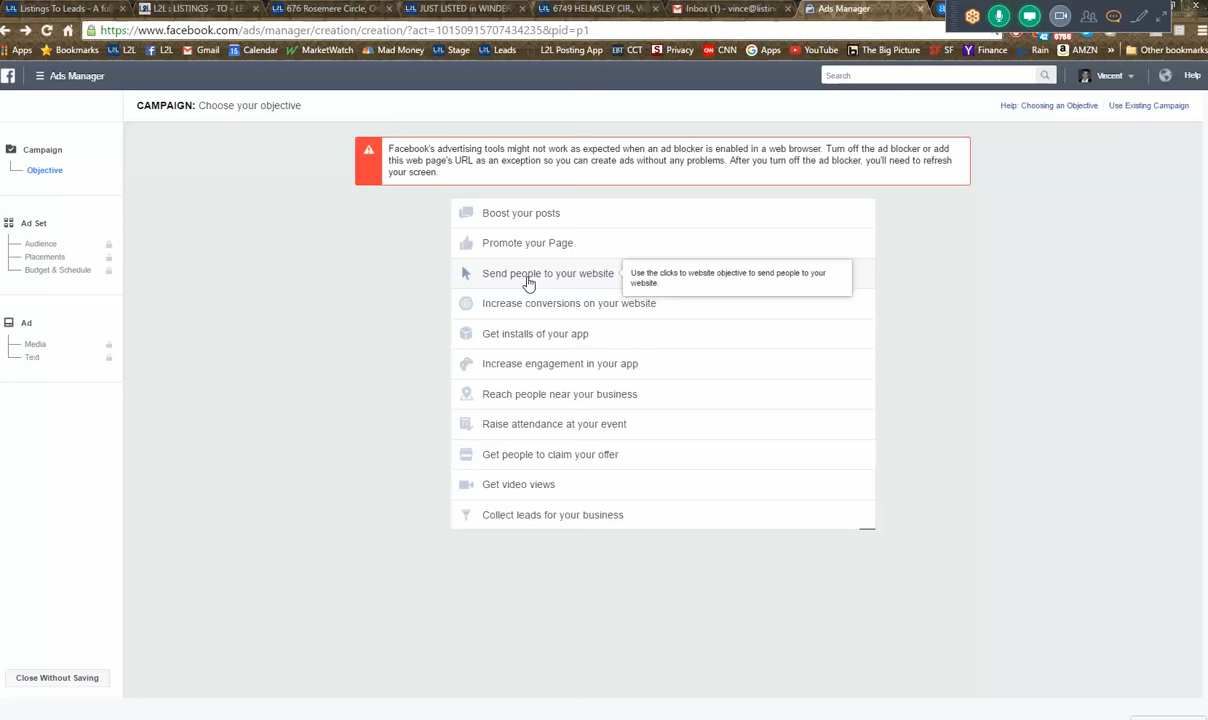 Listings To Leads - A fu
L2L : LISTINGS - TO - LE
676 Rosemere Circle, O
JUST LISTED in WINDER
6749 HELMSLEY CIR, W
Inbox (1) - vince@listin
Ads Manager
https://www.facebook.com/ads/manager/creation/creation/?act=10150915707434235&pid=p1
Apps
Bookmarks
L2L
L2L
Gmail
Calendar
MarketWatch
Mad Money
Stage
Leads
L2L Posting App
CCT
Privacy
CNN
Apps
YouTube
The Big Picture
SF
Finance
Rain
AMZN
»
Other bookmarks
Ads Manager
Search
Vincent
Help
CAMPAIGN: Choose your objective
Help: Choosing an Objective
Use Existing Campaign
Campaign
Objective
Ad Set
Audience
Placements
Budget & Schedule
Ad
Media
Text
Facebook's advertising tools might not work as expected when an ad blocker is enabled in a web browser. Turn off the ad blocker or add
this web page's URL as an exception so you can create ads without any problems. After you turn off the ad blocker, you'll need to refresh
your screen.
Boost your posts
Promote your Page
Send people to your website
Use the clicks to website objective to send people to your
website.
Increase conversions on your website
Get installs of your app
Increase engagement in your app
Reach people near your business
Raise attendance at your event
Get people to claim your offer
Get video views
Collect leads for your business
Close Without Saving